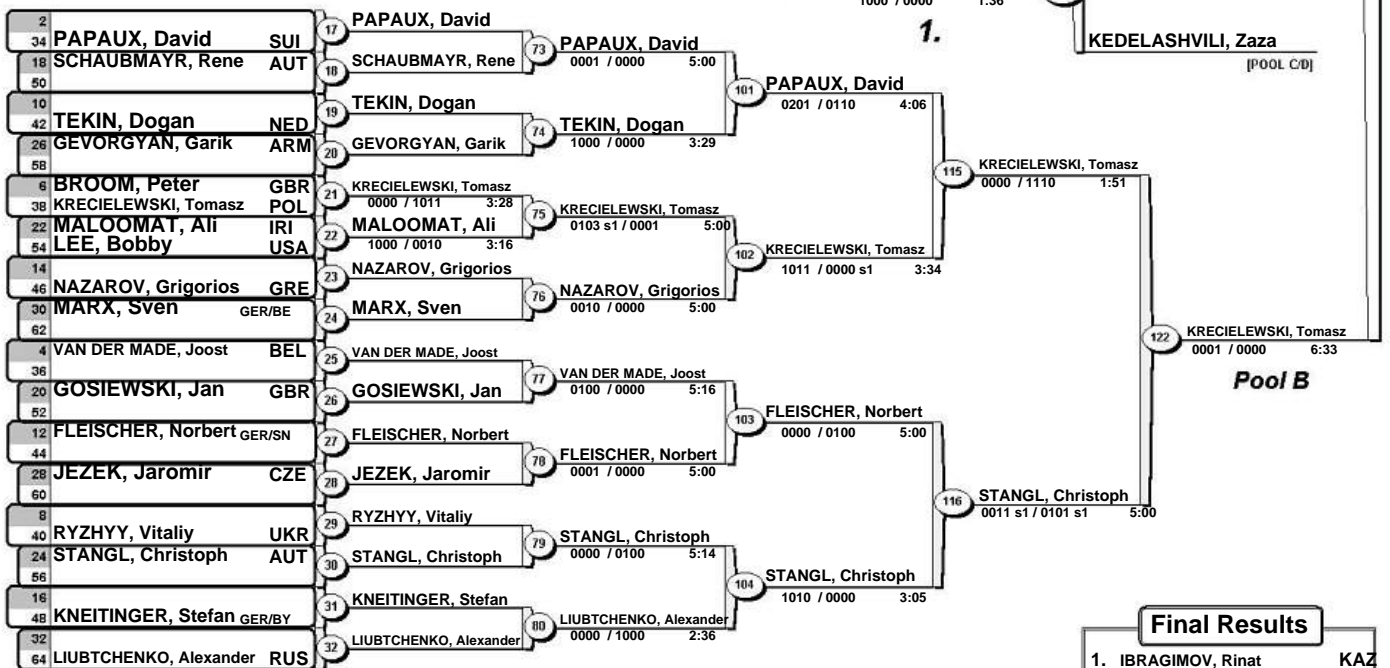 1000 / 0000 1:36
1.
KEDELASHVILI, Zaza
[POOL C/D]
2
34 PAPAUX, David SUI
18 SCHAUBMAYR, Rene AUT
50
10
42 TEKIN, Dogan NED
26 GEVORGYAN, Garik ARM
58
6 BROOM, Peter GBR
38 KRECIELEWSKI, Tomasz POL
22 MALOOMAT, Ali IRI
54 LEE, Bobby USA
14
46 NAZAROV, Grigorios GRE
30 MARX, Sven GER/BE
62
4 VAN DER MADE, Joost BEL
36
20 GOSIEWSKI, Jan GBR
52
12 FLEISCHER, Norbert GER/SN
44
28 JEZEK, Jaromir CZE
60
8
40 RYZHYY, Vitaliy UKR
24 STANGL, Christoph AUT
56
16
48 KNEITINGER, Stefan GER/BY
32
64 LIUBTCHENKO, Alexander RUS
17 PAPAUX, David
18 SCHAUBMAYR, Rene
19 TEKIN, Dogan
20 GEVORGYAN, Garik
21 KRECIELEWSKI, Tomasz
0000 / 1011 3:28
22 MALOOMAT, Ali
1000 / 0010 3:16
23 NAZAROV, Grigorios
24 MARX, Sven
25 VAN DER MADE, Joost
26 GOSIEWSKI, Jan
27 FLEISCHER, Norbert
28 JEZEK, Jaromir
29 RYZHYY, Vitaliy
30 STANGL, Christoph
31 KNEITINGER, Stefan
32 LIUBTCHENKO, Alexander
73 PAPAUX, David
0001 / 0000 5:00
74 TEKIN, Dogan
1000 / 0000 3:29
75 KRECIELEWSKI, Tomasz
0103 s1 / 0001 5:00
76 NAZAROV, Grigorios
0010 / 0000 5:00
77 VAN DER MADE, Joost
0100 / 0000 5:16
78 FLEISCHER, Norbert
0001 / 0000 5:00
79 STANGL, Christoph
0000 / 0100 5:14
80 LIUBTCHENKO, Alexander
0000 / 1000 2:36
101 PAPAUX, David
0201 / 0110 4:06
102 KRECIELEWSKI, Tomasz
1011 / 0000 s1 3:34
103 FLEISCHER, Norbert
0000 / 0100 5:00
104 STANGL, Christoph
1010 / 0000 3:05
115 KRECIELEWSKI, Tomasz
0000 / 1110 1:51
116 STANGL, Christoph
0011 s1 / 0101 s1 5:00
122 KRECIELEWSKI, Tomasz
0001 / 0000 6:33
Pool B
Final Results
1. IBRAGIMOV, Rinat KAZ